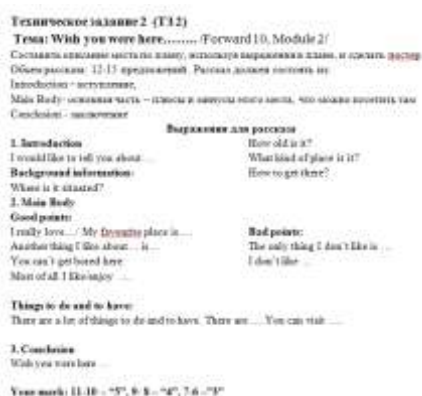 Техническое задание 2 (ТЗ 2)
Тема: Wish you were here…….. /Forward 10, Module 2/
Составить описание места по плану, используя выражения в плане, и сделать постер
Объем рассказа: 12-15 предложений. Рассказ должен состоять из:
Introduction - вступление,
Main Body- основная часть – плюсы и минусы этого места, что можно посетить там
Conclusion - заключение
Выражения для рассказа
1. Introduction
I would like to tell you about …
Background information:
Where is it situated?
How old is it?
What kind of place is it?
How to get there?
2. Main Body
Good points:
I really love…/ My favourite place is …
Another thing I like about… is…
You can't get bored here
Most of all I like/enjoy …
Bad points:
The only thing I don't like is …
I don't like …
Things to do and to have:
There are a lot of things to do and to have. There are … You can visit …
3. Conclusion
Wish you were here …
Your mark: 11-10 – "5", 9- 8 – "4", 7-6 –"3"